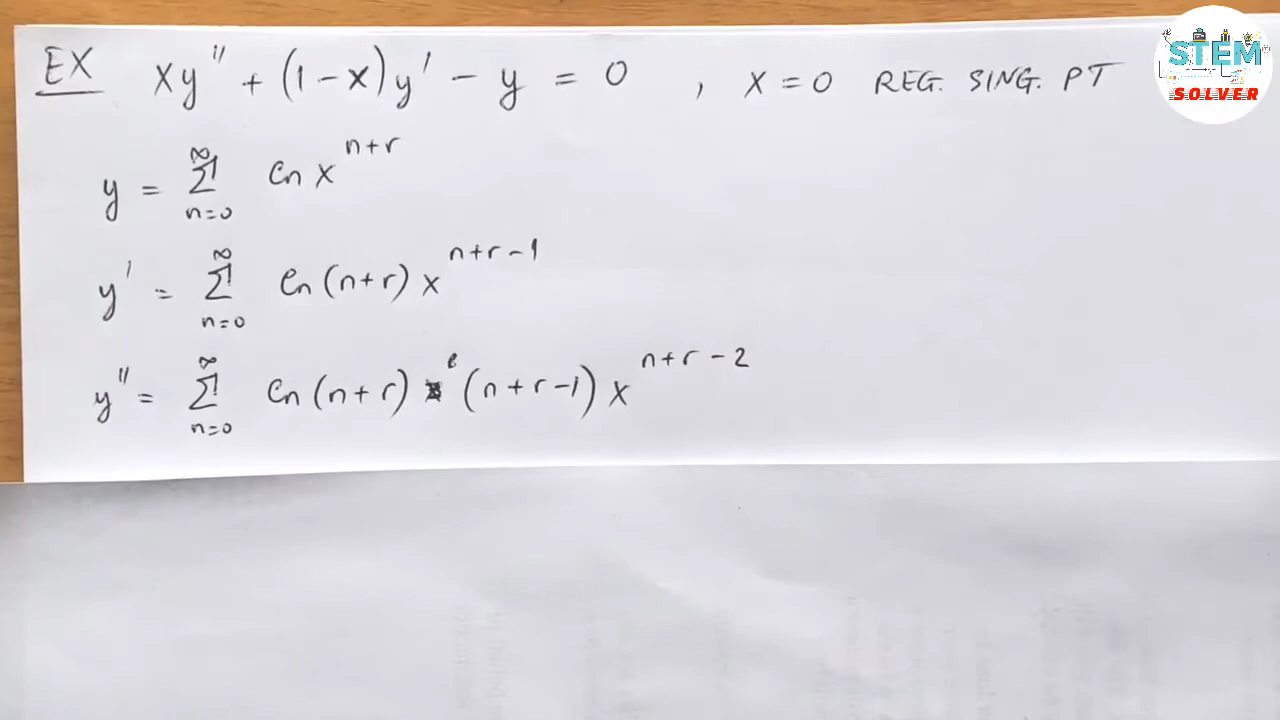 EX xy'' + (1-x)y' - y = 0 , x = 0 REG. SING. PT
STEM
SOLVER
y = ∞ Σ n=0 Cn x^n+r
y' = ∞ Σ n=0 Cn (n+r) x^n+r-1
y'' = ∞ Σ n=0 Cn (n+r) (n+r-1) x^n+r-2